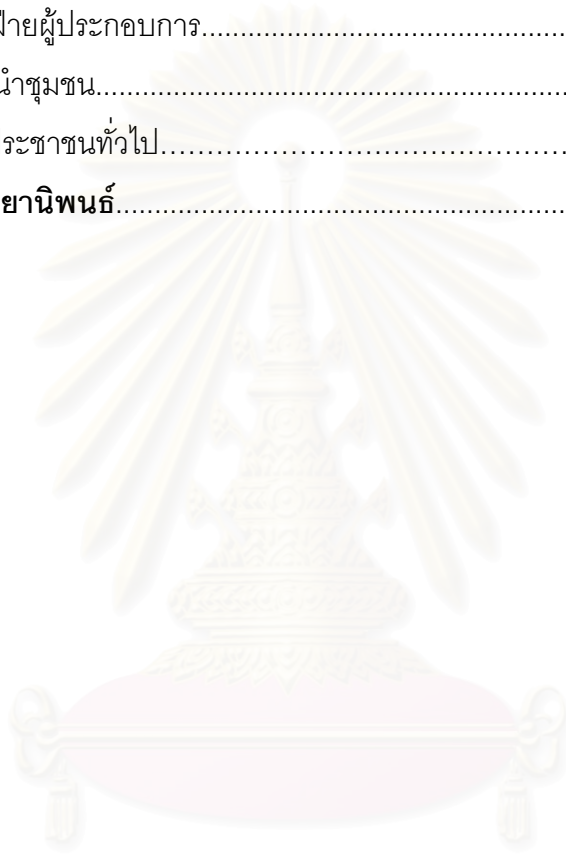 ฝ่ายผู้ประกอบการ.............................................
นำชุมชน.............................................................
ระชาชนทั่วไป………………………………………
ยานิพนธ์...........................................................